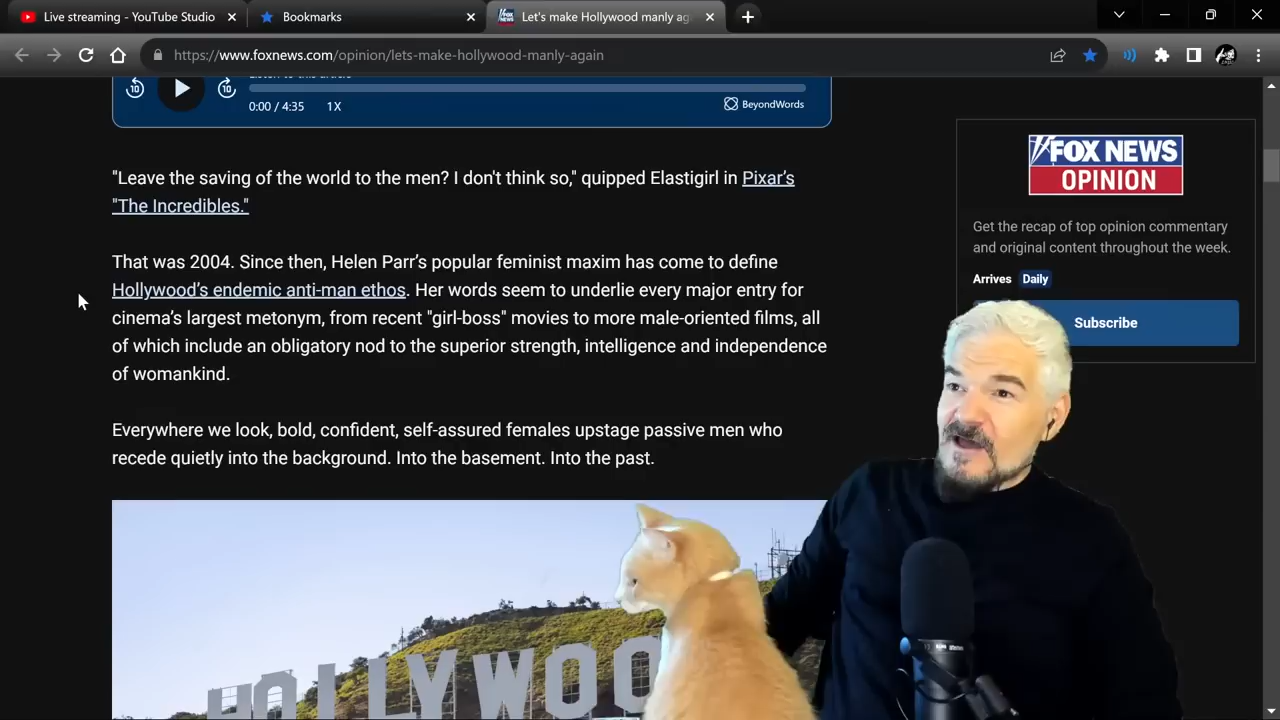 Live streaming - YouTube Studio
Bookmarks
Let's make Hollywood manly ag
https://www.foxnews.com/opinion/lets-make-hollywood-manly-again
Listen to this article
10
10
0:00 / 4:35
1X
BeyondWords
"Leave the saving of the world to the men? I don't think so," quipped Elastigirl in Pixar's
"The Incredibles."
That was 2004. Since then, Helen Parr's popular feminist maxim has come to define
Hollywood's endemic anti-man ethos. Her words seem to underlie every major entry for
cinema's largest metonym, from recent "girl-boss" movies to more male-oriented films, all
of which include an obligatory nod to the superior strength, intelligence and independence
of womankind.
Everywhere we look, bold, confident, self-assured females upstage passive men who
recede quietly into the background. Into the basement. Into the past.
HOLLYWOO
FOX NEWS
OPINION
Get the recap of top opinion commentary
and original content throughout the week.
Arrives Daily
Subscribe